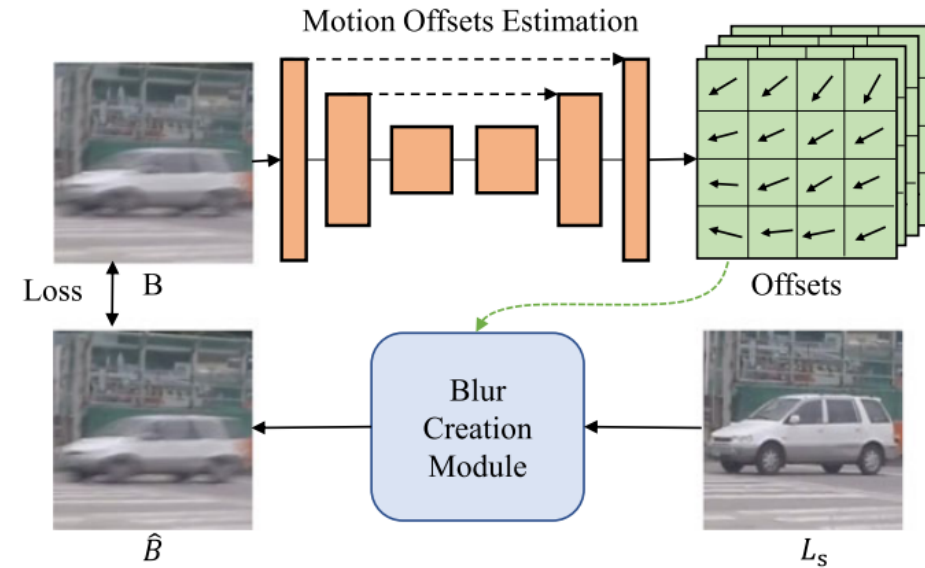 Motion Offsets Estimation
Loss
B
Offsets
Blur
Creation
Module
B̂
Lₛ